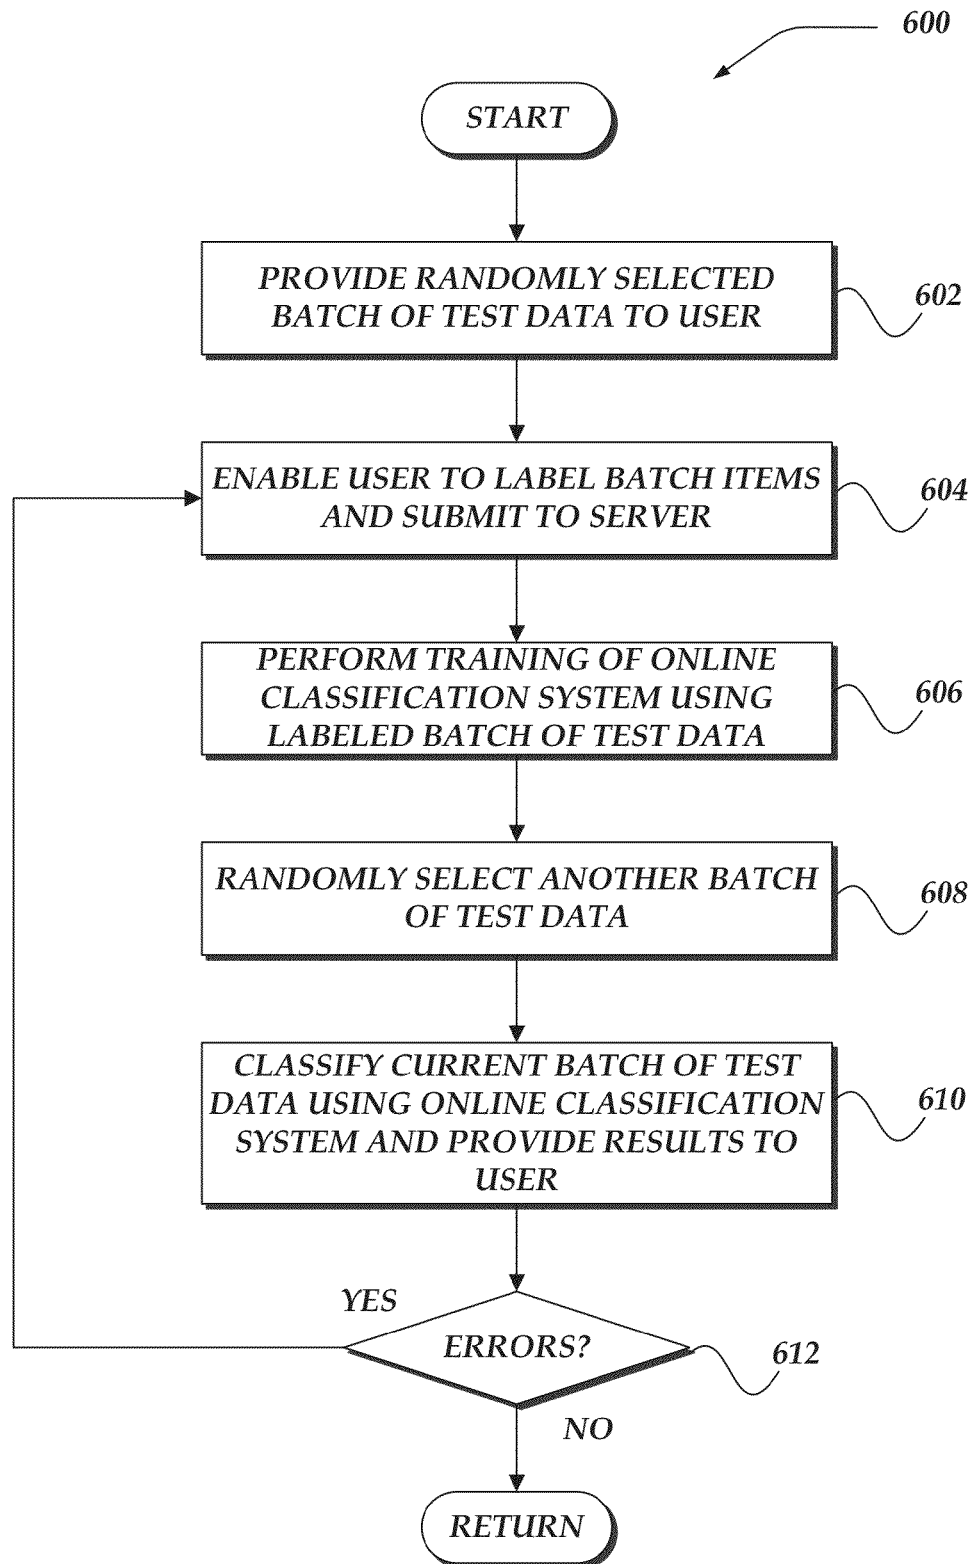 600
START
PROVIDE RANDOMLY SELECTED
BATCH OF TEST DATA TO USER
602
ENABLE USER TO LABEL BATCH ITEMS
AND SUBMIT TO SERVER
604
PERFORM TRAINING OF ONLINE
CLASSIFICATION SYSTEM USING
LABELED BATCH OF TEST DATA
606
RANDOMLY SELECT ANOTHER BATCH
OF TEST DATA
608
CLASSIFY CURRENT BATCH OF TEST
DATA USING ONLINE CLASSIFICATION
SYSTEM AND PROVIDE RESULTS TO
USER
610
YES
ERRORS?
612
NO
RETURN